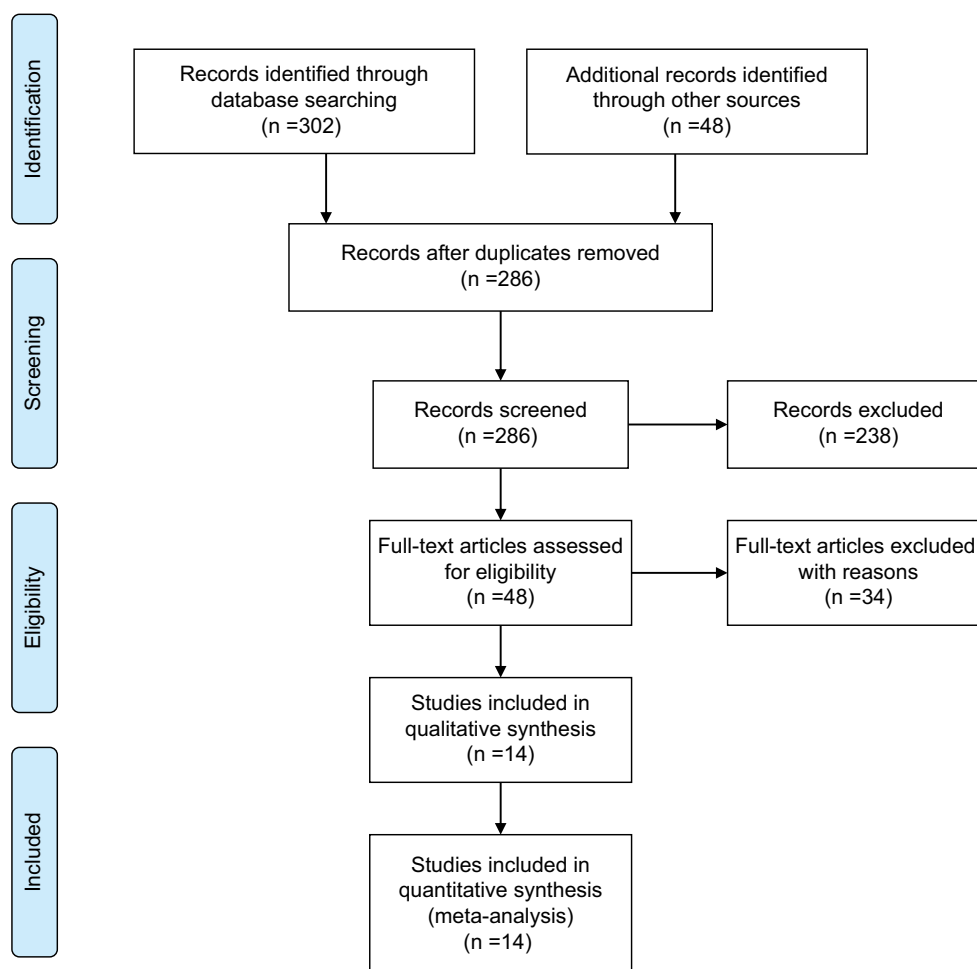 Identification
Records identified through
database searching
(n =302)
Additional records identified
through other sources
(n =48)
Records after duplicates removed
(n =286)
Screening
Records screened
(n =286)
Records excluded
(n =238)
Eligibility
Full-text articles assessed
for eligibility
(n =48)
Full-text articles excluded
with reasons
(n =34)
Studies included in
qualitative synthesis
(n =14)
Included
Studies included in
quantitative synthesis
(meta-analysis)
(n =14)